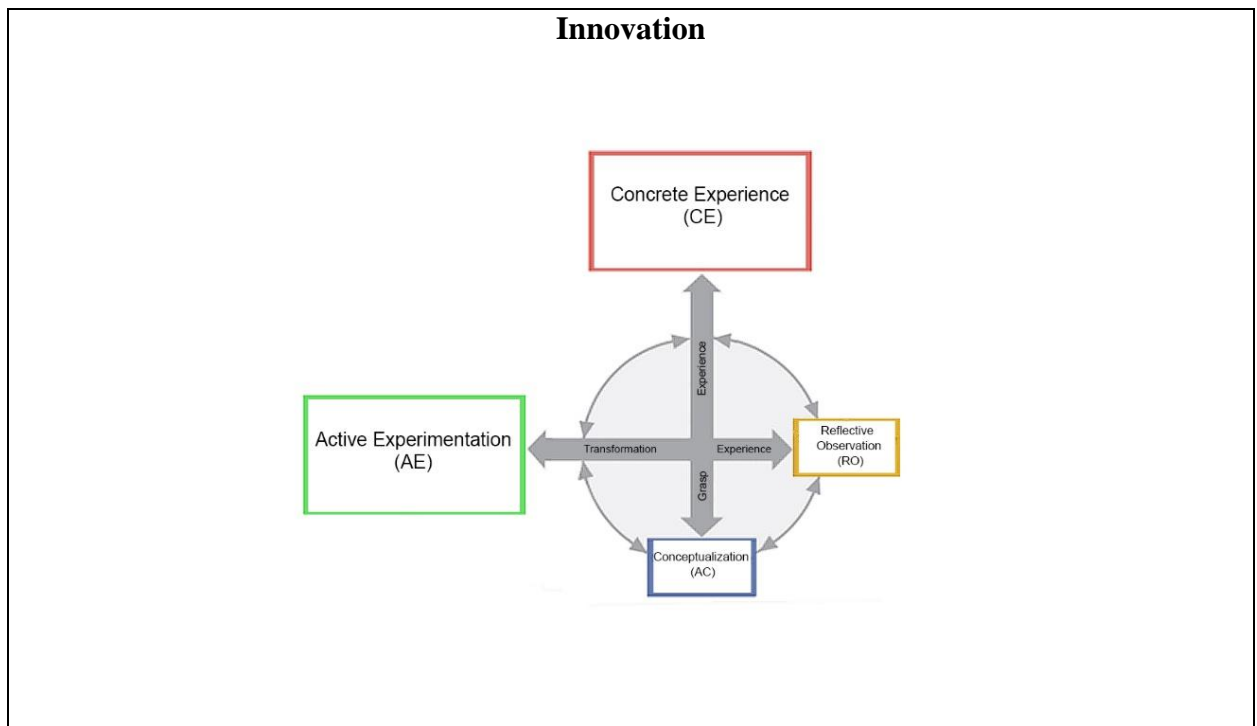 Innovation
Concrete Experience
(CE)
Experience
Active Experimentation
(AE)
Transformation
Experience
Reflective
Observation
(RO)
Grasp
Conceptualization
(AC)